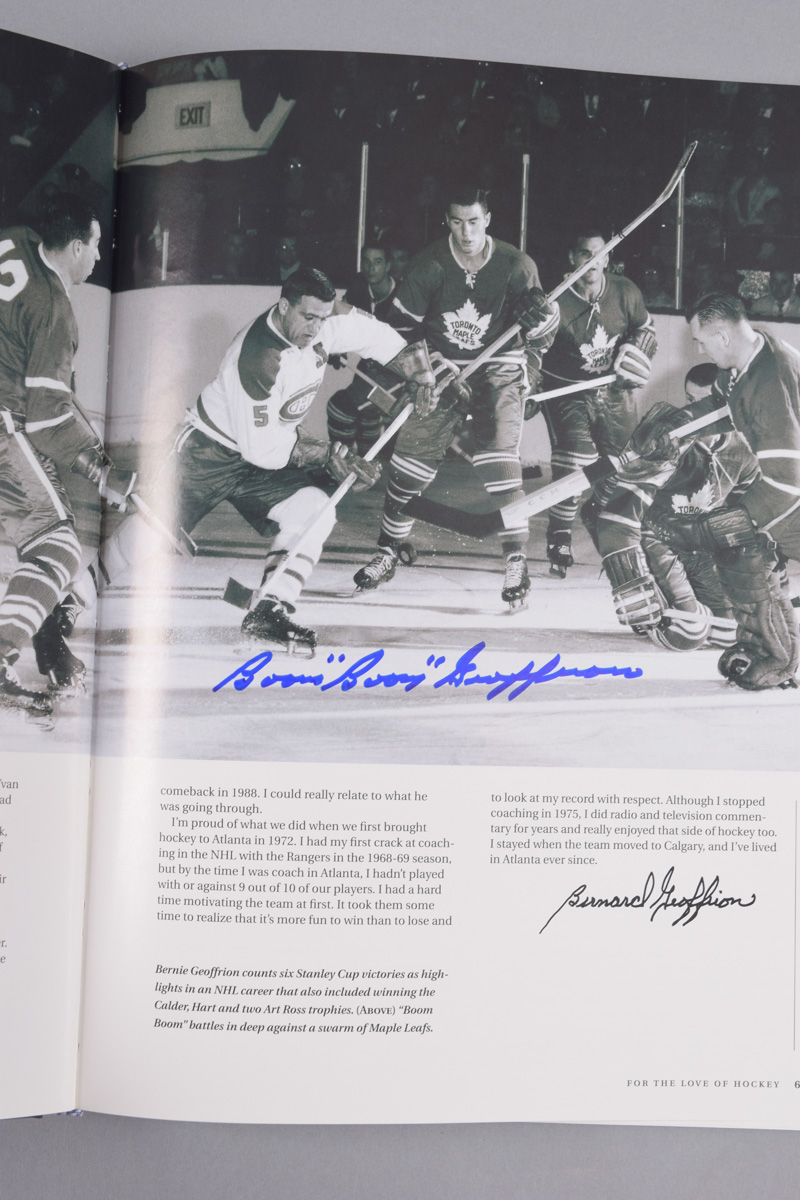 EXIT
6
5
TORONTO
MAPLE
LEAFS
TORONTO
Boom "Boom" Geoffrion
comeback in 1988. I could really relate to what he
was going through.
I'm proud of what we did when we first brought
hockey to Atlanta in 1972. I had my first crack at coach-
ing in the NHL with the Rangers in the 1968-69 season,
but by the time I was coach in Atlanta, I hadn't played
with or against 9 out of 10 of our players. I had a hard
time motivating the team at first. It took them some
time to realize that it's more fun to win than to lose and
to look at my record with respect. Although I stopped
coaching in 1975, I did radio and television commen-
tary for years and really enjoyed that side of hockey too.
I stayed when the team moved to Calgary, and I've lived
in Atlanta ever since.
Bernard Geoffrion
Bernie Geoffrion counts six Stanley Cup victories as high-
lights in an NHL career that also included winning the
Calder, Hart and two Art Ross trophies. (ABOVE) "Boom
Boom" battles in deep against a swarm of Maple Leafs.
FOR THE LOVE OF HOCKEY